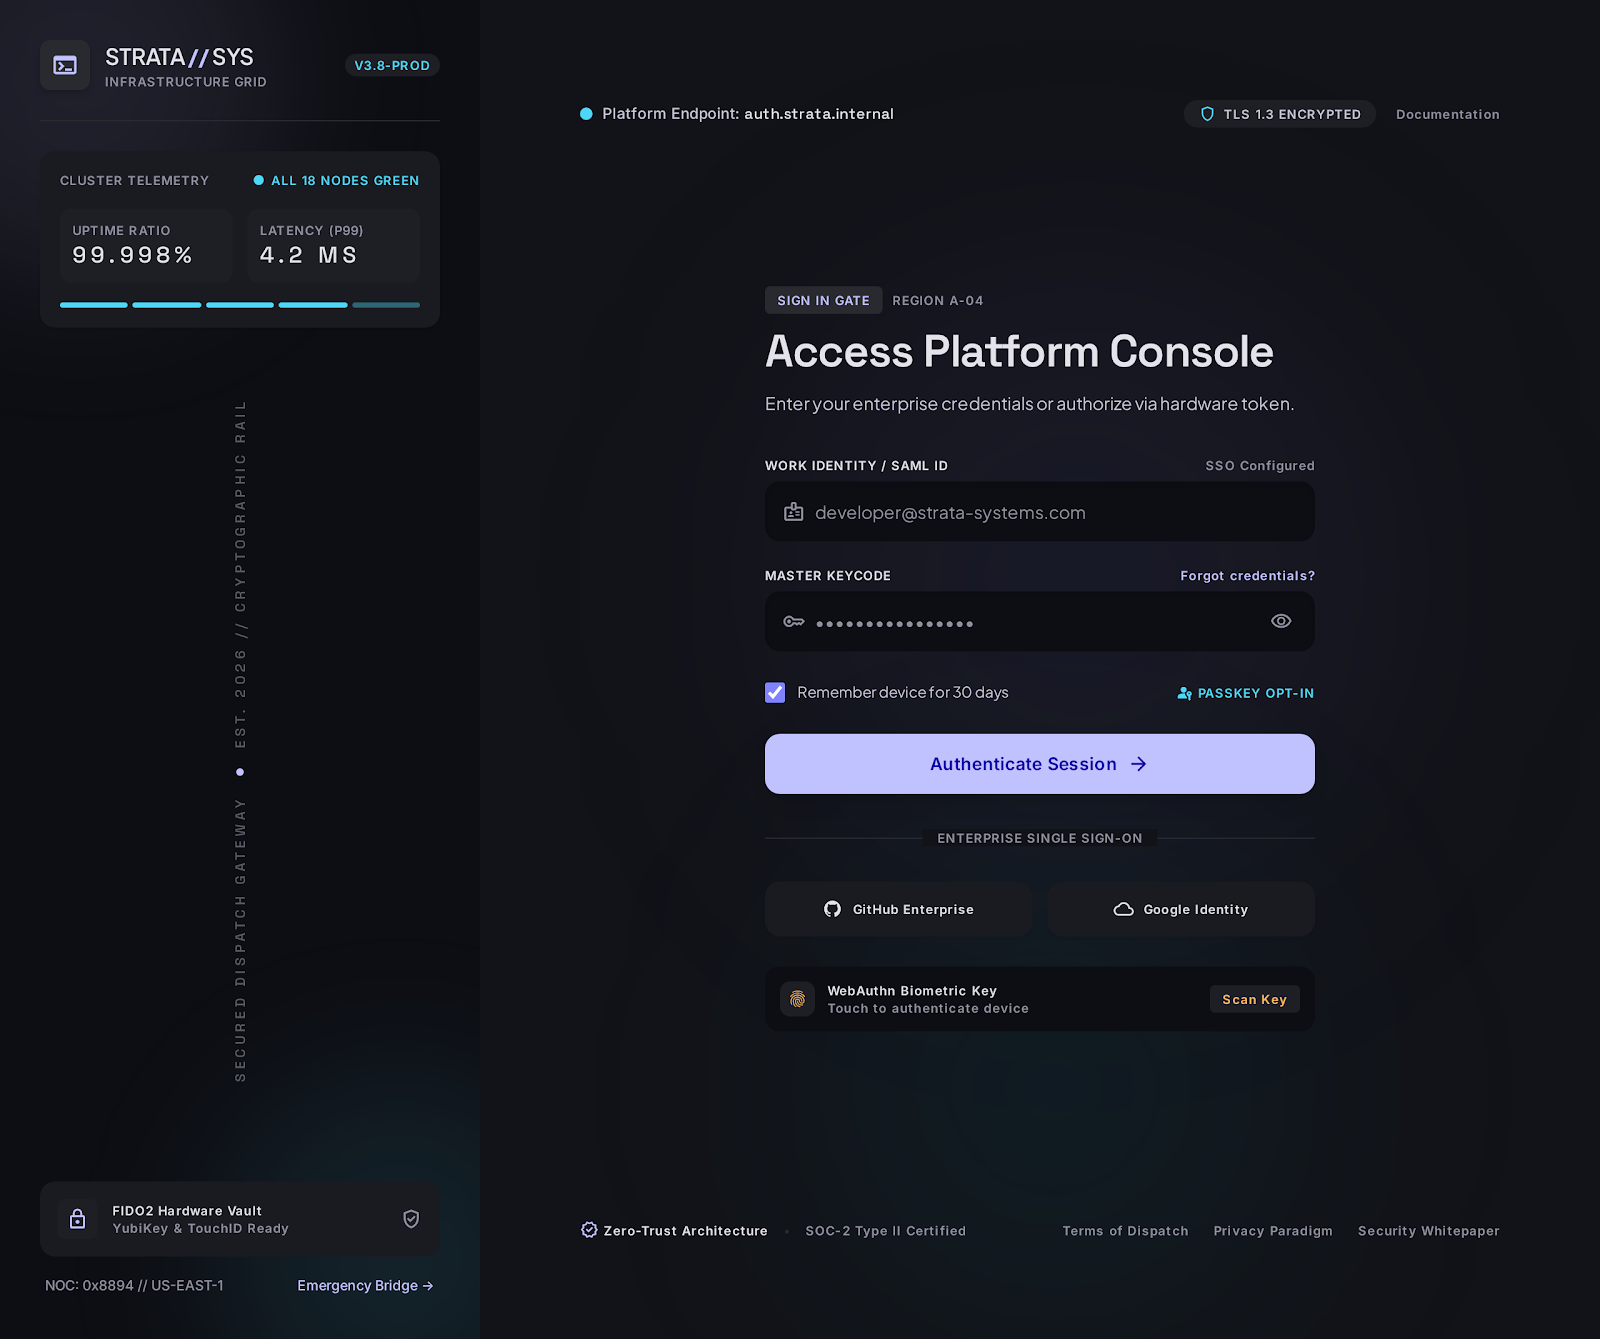 STRATA//SYS
INFRASTRUCTURE GRID
V3.8-PROD
CLUSTER TELEMETRY
ALL 18 NODES GREEN
UPTIME RATIO
99.998%
LATENCY (P99)
4.2 MS
SECURED DISPATCH GATEWAY ● EST. 2026 // CRYPTOGRAPHIC RAIL
FIDO2 Hardware Vault
YubiKey & TouchID Ready
NOC: 0x8894 // US-EAST-1
Emergency Bridge →
Platform Endpoint: auth.strata.internal
TLS 1.3 ENCRYPTED
Documentation
SIGN IN GATE
REGION A-04
Access Platform Console
Enter your enterprise credentials or authorize via hardware token.
WORK IDENTITY / SAML ID
SSO Configured
developer@strata-systems.com
MASTER KEYCODE
Forgot credentials?
••••••••••••••••
Remember device for 30 days
PASSKEY OPT-IN
Authenticate Session →
ENTERPRISE SINGLE SIGN-ON
GitHub Enterprise
Google Identity
WebAuthn Biometric Key
Touch to authenticate device
Scan Key
Zero-Trust Architecture • SOC-2 Type II Certified
Terms of Dispatch
Privacy Paradigm
Security Whitepaper